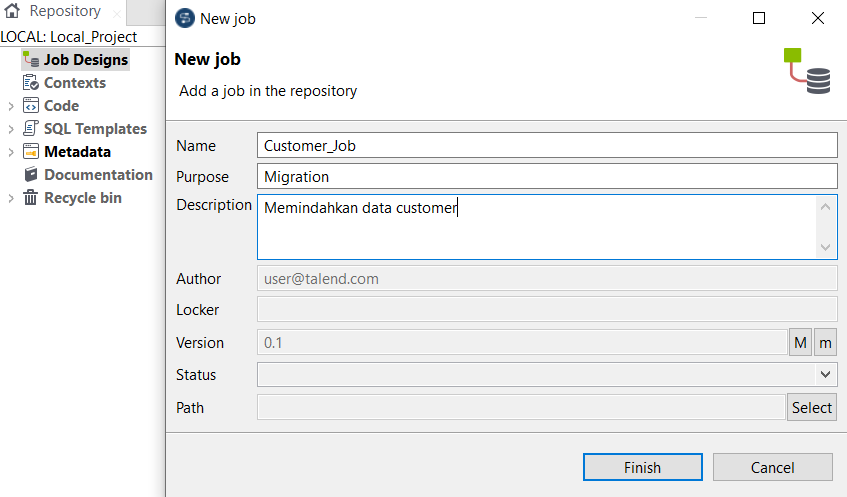 Repository
LOCAL: Local_Project
Job Designs
Contexts
Code
SQL Templates
Metadata
Documentation
Recycle bin
New job
New job
Add a job in the repository
Name Customer_Job
Purpose Migration
Description Memindahkan data customer
Author user@talend.com
Locker
Version 0.1 M m
Status
Path Select
Finish Cancel